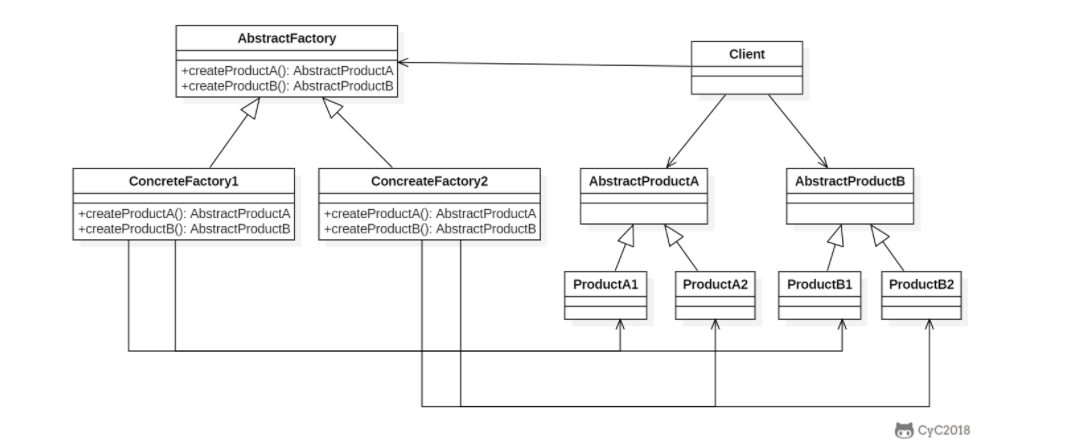 AbstractFactory
+createProductA(): AbstractProductA
+createProductB(): AbstractProductB
Client
ConcreteFactory1
+createProductA(): AbstractProductA
+createProductB(): AbstractProductB
ConcreateFactory2
+createProductA(): AbstractProductA
+createProductB(): AbstractProductB
AbstractProductA
AbstractProductB
ProductA1
ProductA2
ProductB1
ProductB2
CyC2018